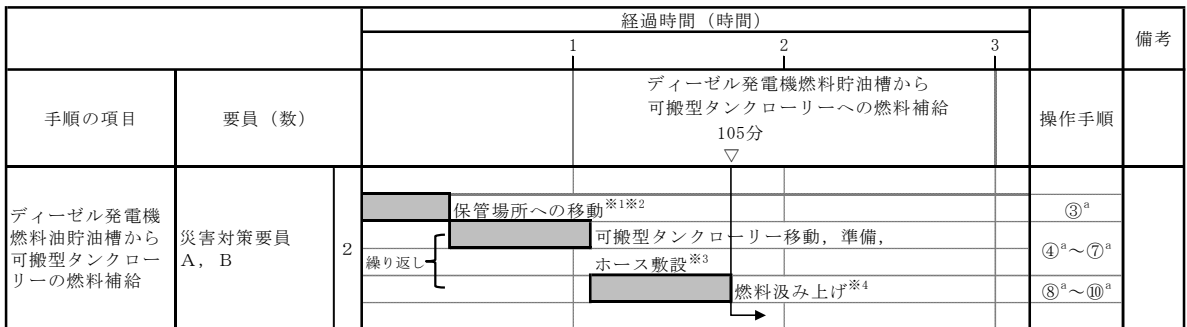 経過時間（時間）
備考
1
2
3
手順の項目
要員（数）
ディーゼル発電機燃料貯油槽から
可搬型タンクローリーへの燃料補給
105分
▽
操作手順
ディーゼル発電機
燃料油貯油槽から
可搬型タンクロー
リーの燃料補給
災害対策要員
A，B
2
保管場所への移動※1※2
③a
可搬型タンクローリー移動，準備，
ホース敷設※3
④a～⑦a
繰り返し
燃料汲み上げ※4
⑧a～⑩a